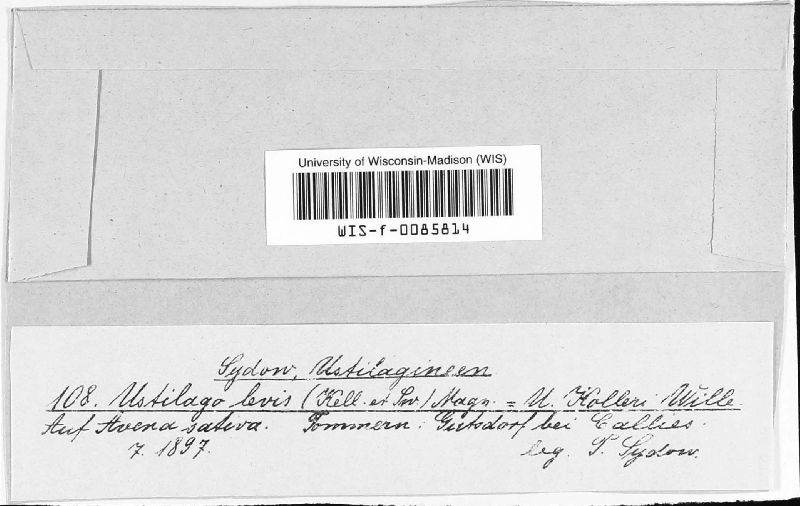 University of Wisconsin-Madison (WIS)
WIS-f-0085814
Sydow, Ustilagineen
108. Ustilago levis (Kell. et Sw.) Magn. = U. Kolleri Wille
Auf Avena sativa. Pommern: Gutsdorf bei Callies.
7. 1897. leg. P. Sydow.